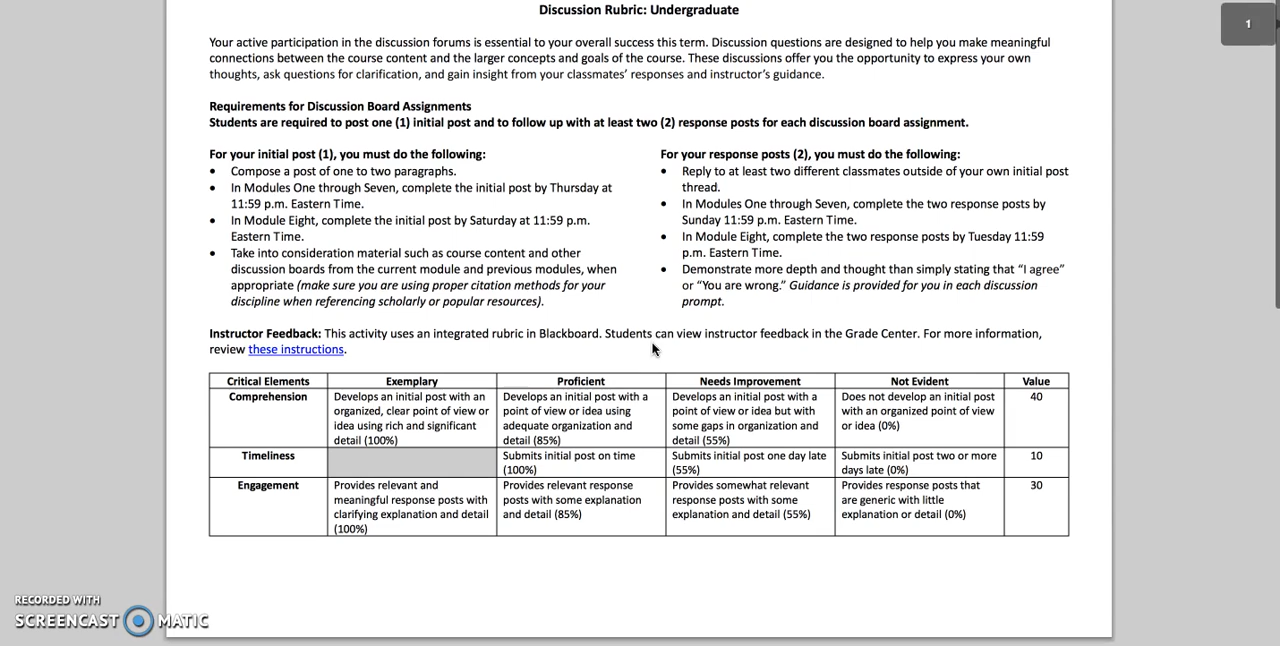 Discussion Rubric: Undergraduate
1
Your active participation in the discussion forums is essential to your overall success this term. Discussion questions are designed to help you make meaningful
connections between the course content and the larger concepts and goals of the course. These discussions offer you the opportunity to express your own
thoughts, ask questions for clarification, and gain insight from your classmates' responses and instructor's guidance.
Requirements for Discussion Board Assignments
Students are required to post one (1) initial post and to follow up with at least two (2) response posts for each discussion board assignment.
For your initial post (1), you must do the following:
• Compose a post of one to two paragraphs.
• In Modules One through Seven, complete the initial post by Thursday at
11:59 p.m. Eastern Time.
• In Module Eight, complete the initial post by Saturday at 11:59 p.m.
Eastern Time.
• Take into consideration material such as course content and other
discussion boards from the current module and previous modules, when
appropriate (make sure you are using proper citation methods for your
discipline when referencing scholarly or popular resources).
For your response posts (2), you must do the following:
• Reply to at least two different classmates outside of your own initial post
thread.
• In Modules One through Seven, complete the two response posts by
Sunday 11:59 p.m. Eastern Time.
• In Module Eight, complete the two response posts by Tuesday 11:59
p.m. Eastern Time.
• Demonstrate more depth and thought than simply stating that "I agree"
or "You are wrong." Guidance is provided for you in each discussion
prompt.
Instructor Feedback: This activity uses an integrated rubric in Blackboard. Students can view instructor feedback in the Grade Center. For more information,
review these instructions.
Critical Elements Exemplary Proficient Needs Improvement Not Evident Value
Comprehension
Develops an initial post with an
organized, clear point of view or
idea using rich and significant
detail (100%)
Develops an initial post with a
point of view or idea using
adequate organization and
detail (85%)
Develops an initial post with a
point of view or idea but with
some gaps in organization and
detail (55%)
Does not develop an initial post
with an organized point of view
or idea (0%)
40
Timeliness
Submits initial post on time
(100%)
Submits initial post one day late
(55%)
Submits initial post two or more
days late (0%)
10
Engagement
Provides relevant and
meaningful response posts with
clarifying explanation and detail
(100%)
Provides relevant response
posts with some explanation
and detail (85%)
Provides somewhat relevant
response posts with some
explanation and detail (55%)
Provides response posts that
are generic with little
explanation or detail (0%)
30
RECORDED WITH
SCREENCAST MATIC